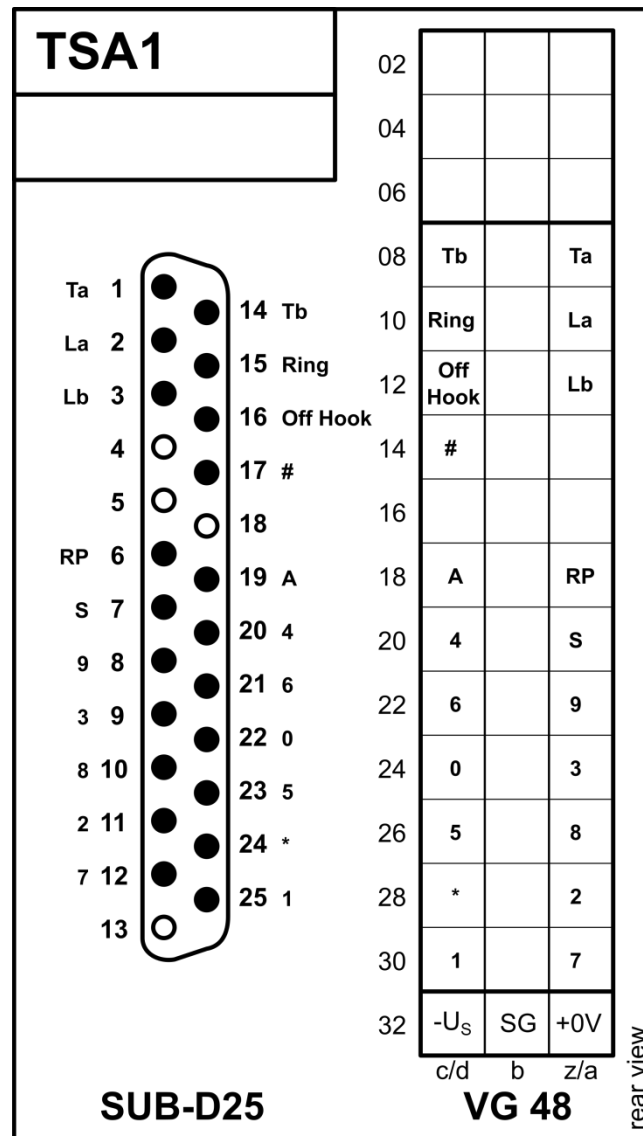 TSA1
Ta 1
14 Tb
La 2
15 Ring
Lb 3
16 Off Hook
4
17 #
5
18
RP 6
19 A
S 7
20 4
9 8
21 6
3 9
22 0
8 10
23 5
2 11
24 *
7 12
25 1
13
SUB-D25
02
04
06
08 Tb Ta
10 Ring La
12 Off Hook Lb
14 #
16
18 A RP
20 4 S
22 6 9
24 0 3
26 5 8
28 * 2
30 1 7
32 -US SG +0V
c/d b z/a
VG 48
rear view